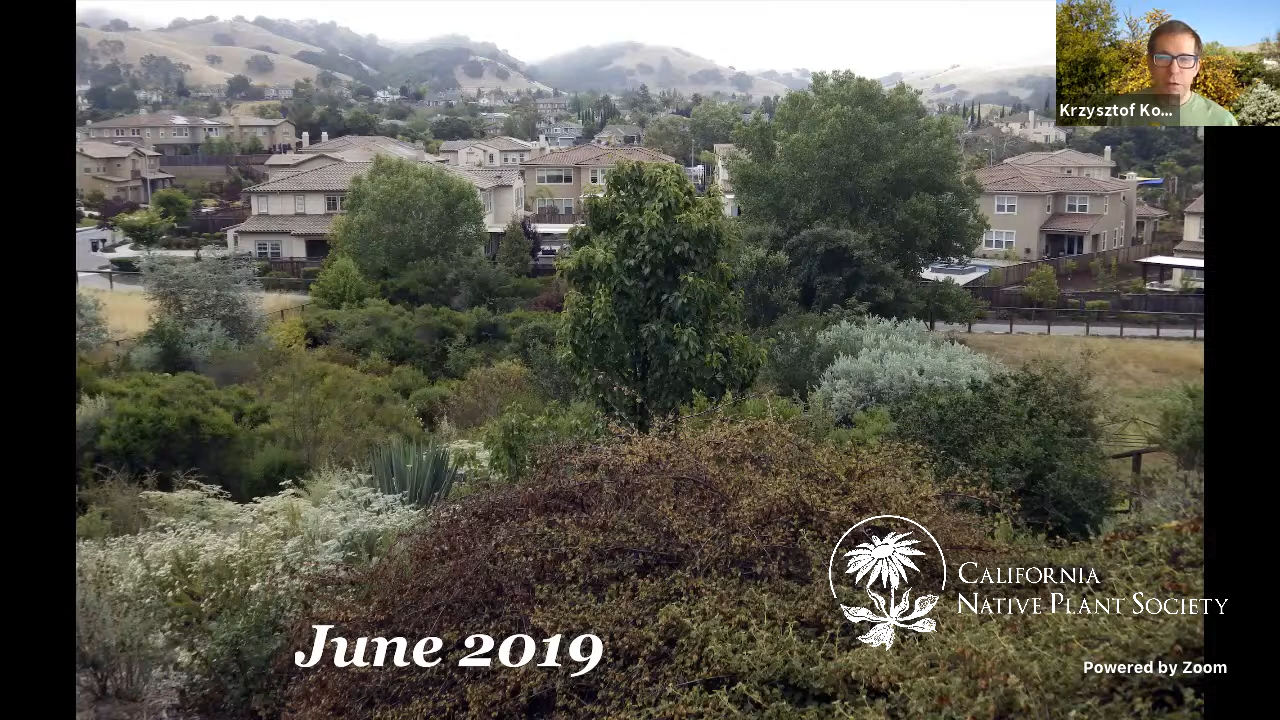 Krzysztof Ko...
California
Native Plant Society
June 2019
Powered by Zoom